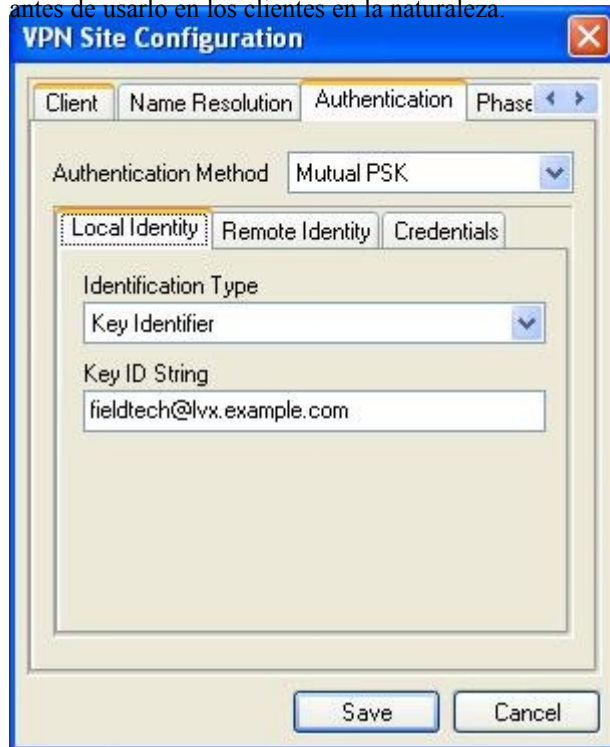 antes de usarlo en los clientes en la naturaleza.
VPN Site Configuration
Client Name Resolution Authentication Phase
Authentication Method Mutual PSK
Local Identity Remote Identity Credentials
Identification Type
Key Identifier
Key ID String
fieldtech@lvx.example.com
Save Cancel